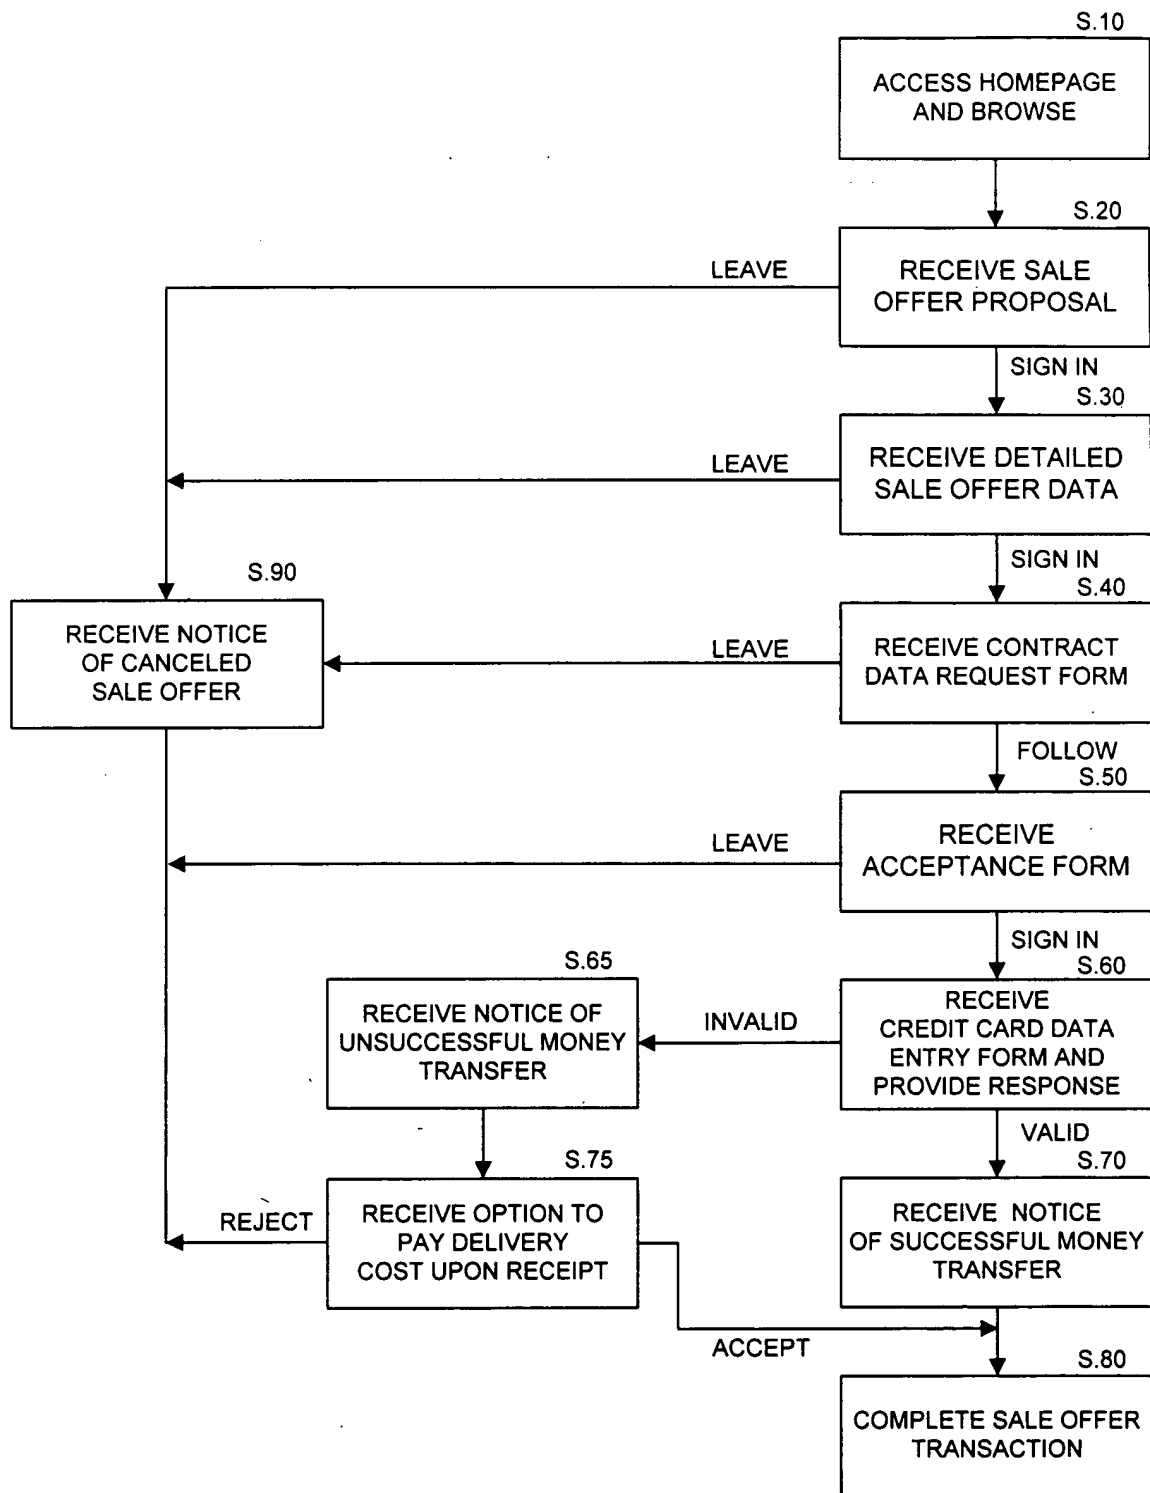 S.10
ACCESS HOMEPAGE
AND BROWSE
S.20
LEAVE
RECEIVE SALE
OFFER PROPOSAL
SIGN IN
S.30
LEAVE
RECEIVE DETAILED
SALE OFFER DATA
SIGN IN
S.90
S.40
RECEIVE NOTICE
OF CANCELED
SALE OFFER
LEAVE
RECEIVE CONTRACT
DATA REQUEST FORM
FOLLOW
S.50
LEAVE
RECEIVE
ACCEPTANCE FORM
SIGN IN
S.65
S.60
RECEIVE NOTICE OF
UNSUCCESSFUL MONEY
TRANSFER
INVALID
RECEIVE
CREDIT CARD DATA
ENTRY FORM AND
PROVIDE RESPONSE
VALID
S.75
S.70
REJECT
RECEIVE OPTION TO
PAY DELIVERY
COST UPON RECEIPT
RECEIVE NOTICE
OF SUCCESSFUL MONEY
TRANSFER
ACCEPT
S.80
COMPLETE SALE OFFER
TRANSACTION